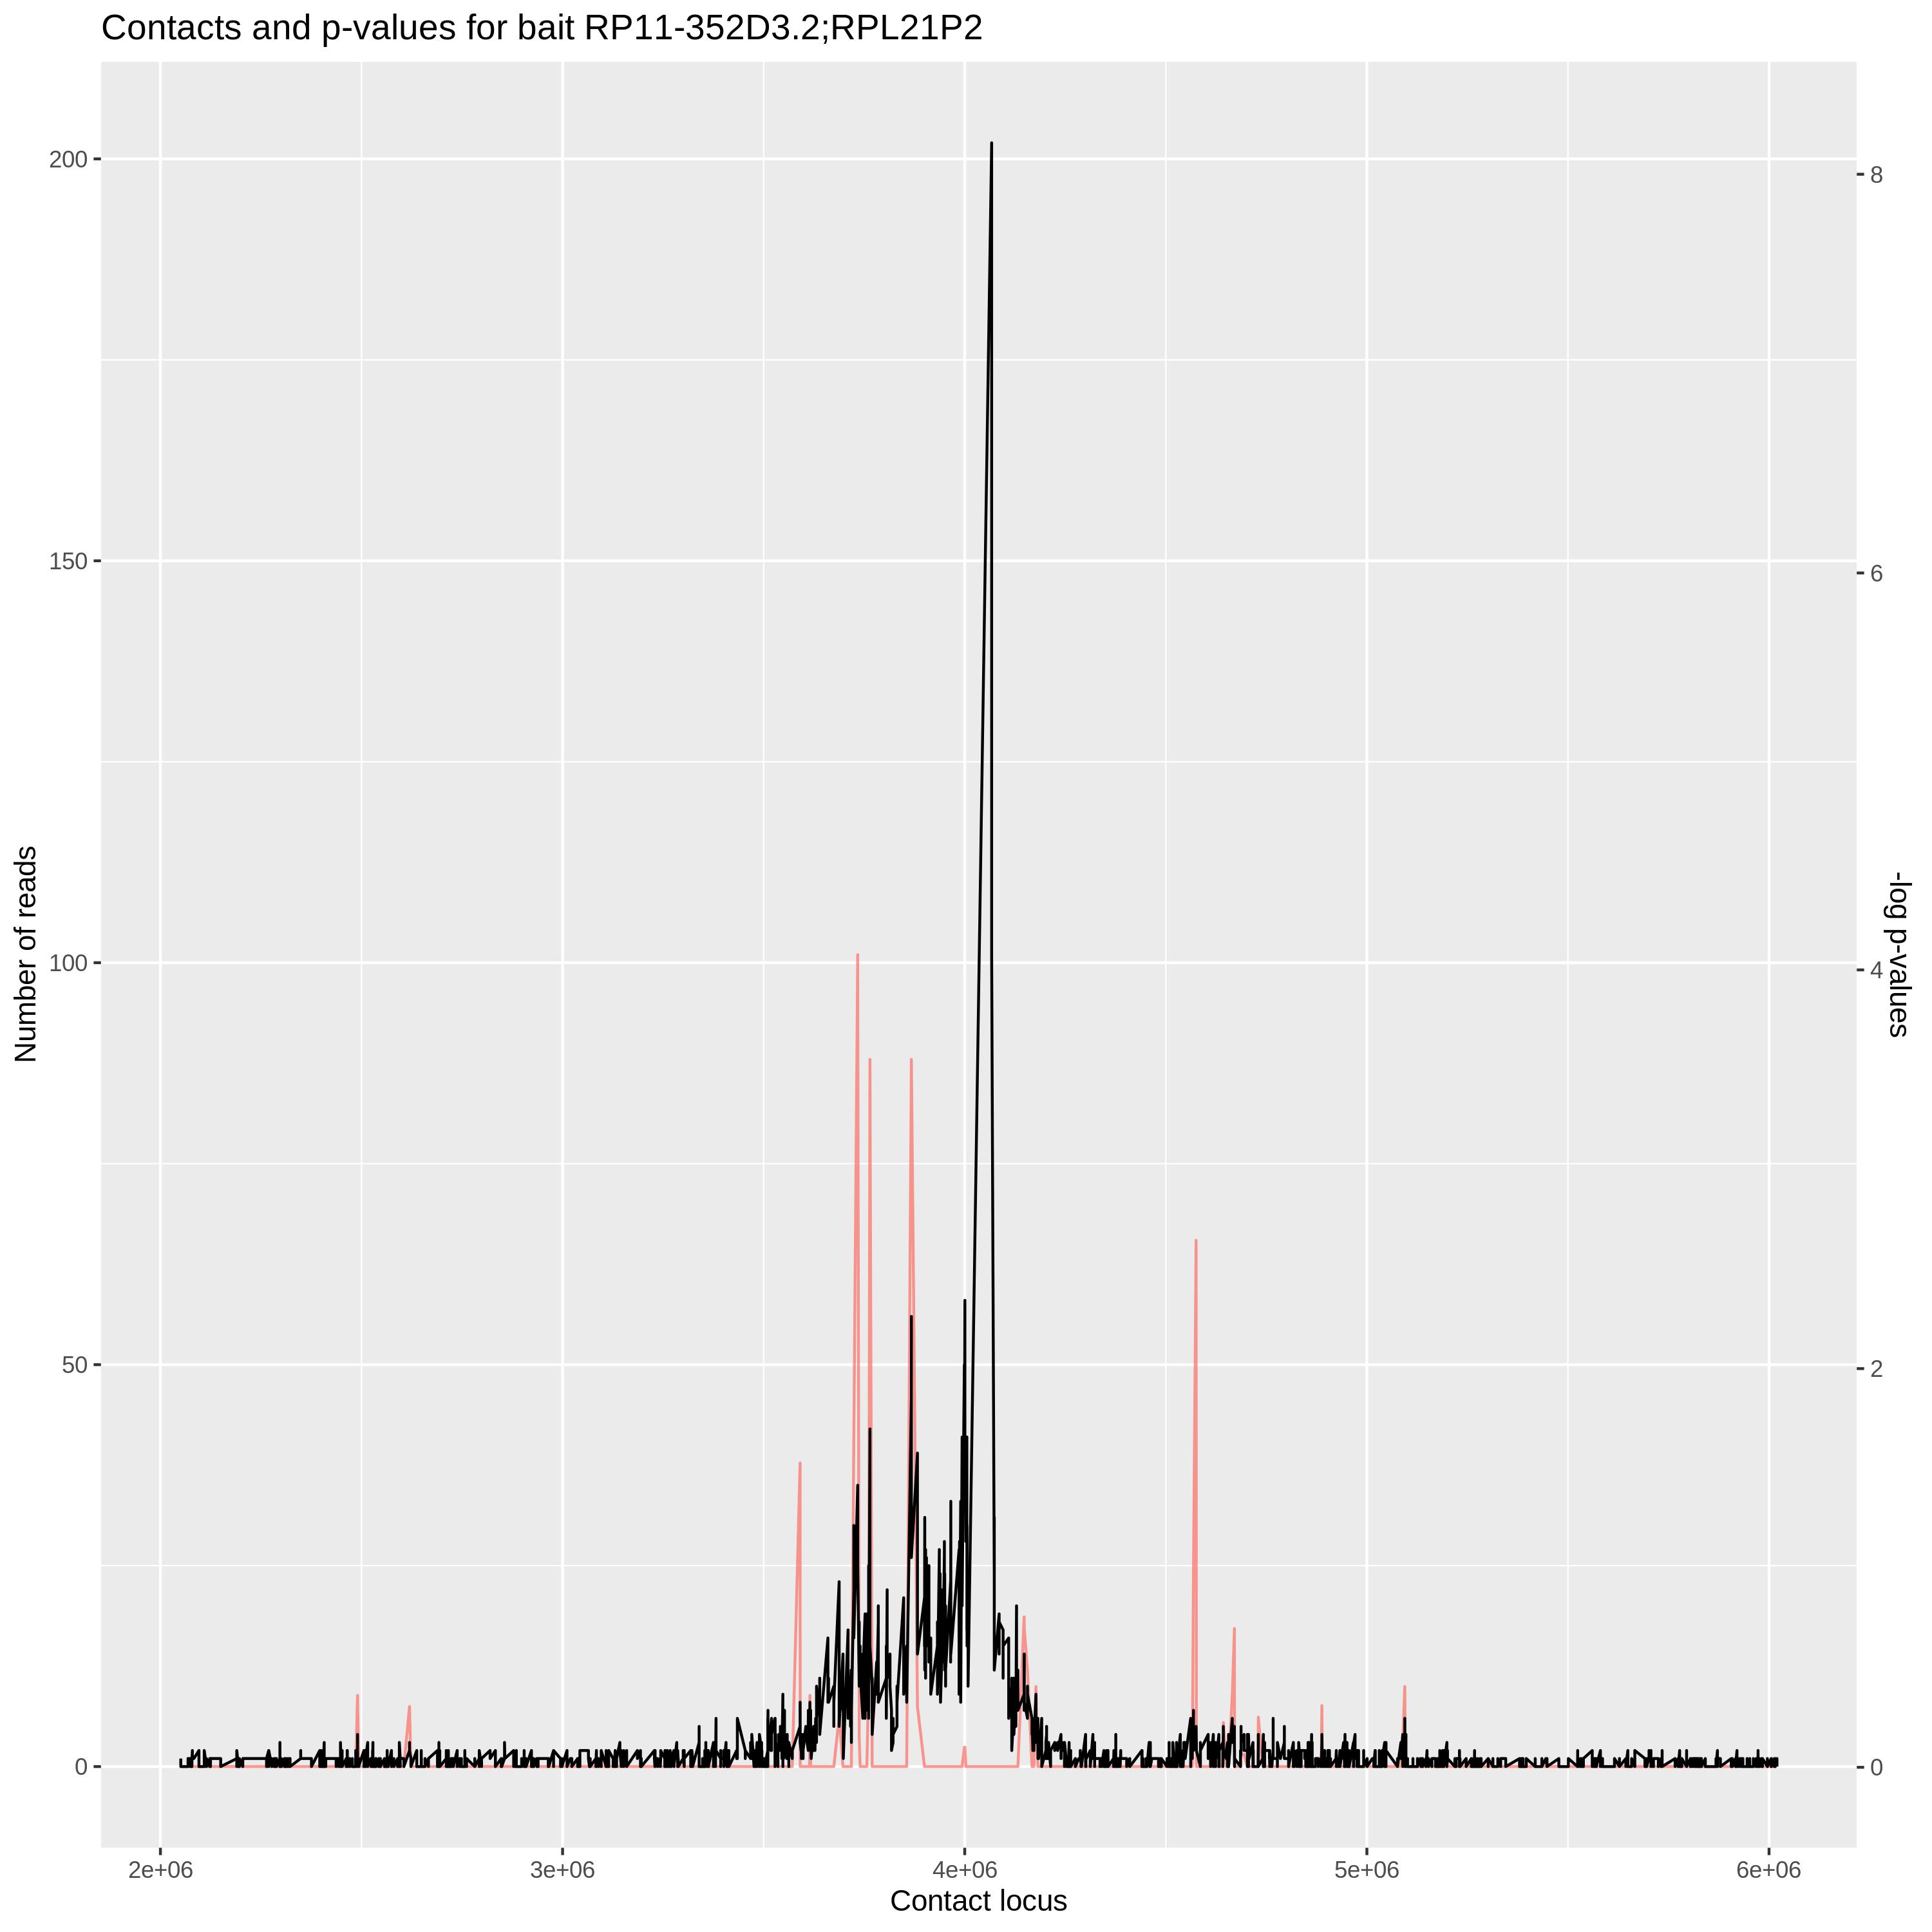 Contacts and p-values for bait RP11-352D3.2;RPL21P2
200
150
100
50
0
Number of reads
8
6
4
2
0
-log p-values
2e+06 3e+06 4e+06 5e+06 6e+06
Contact locus